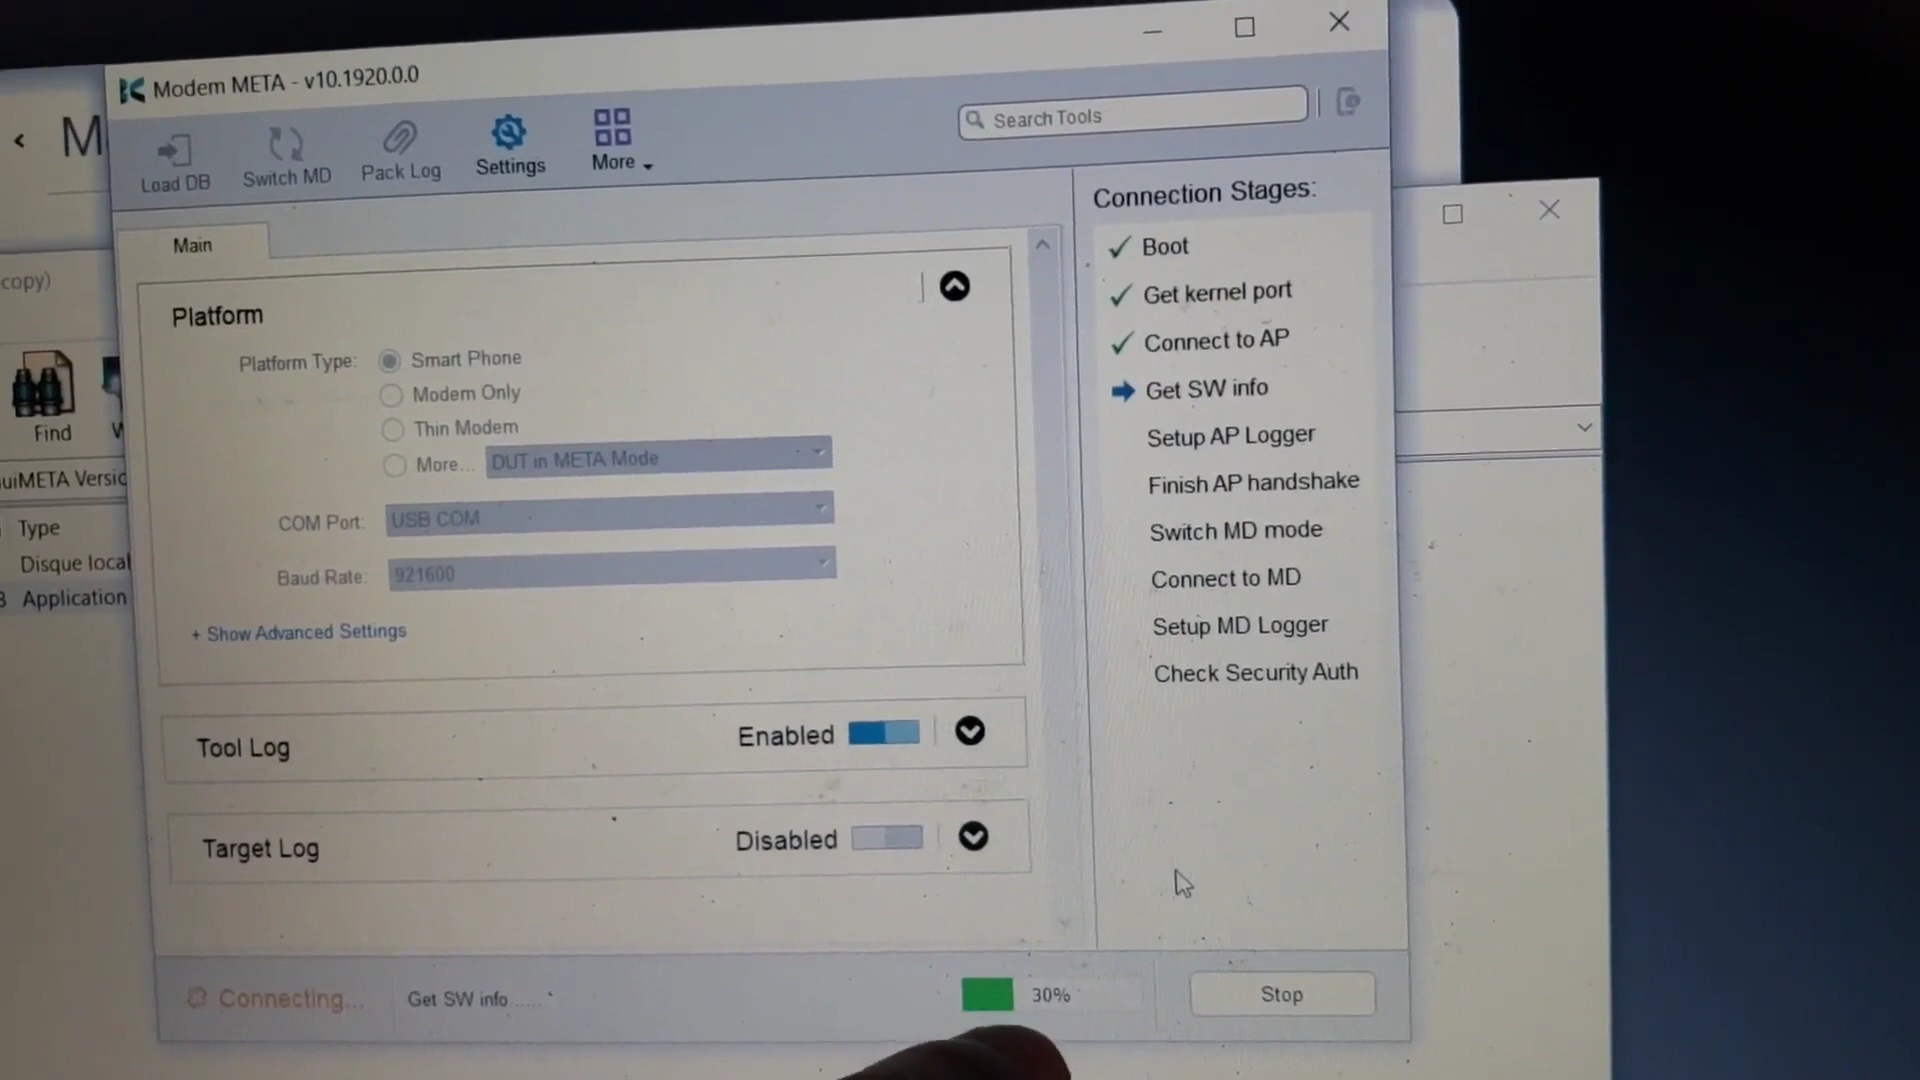 Modem META - v10.1920.0.0
Load DB
Switch MD
Pack Log
Settings
More
Search Tools
Main
Platform
Platform Type:
Smart Phone
Modem Only
Thin Modem
More...
DUT in META Mode
COM Port:
USB COM
Baud Rate:
921600
+ Show Advanced Settings
Tool Log
Enabled
Target Log
Disabled
Connection Stages:
Boot
Get kernel port
Connect to AP
Get SW info
Setup AP Logger
Finish AP handshake
Switch MD mode
Connect to MD
Setup MD Logger
Check Security Auth
Connecting...
Get SW info ......
30%
Stop
M
copy)
Find
uiMETA Versic
Type
Disque local
Application